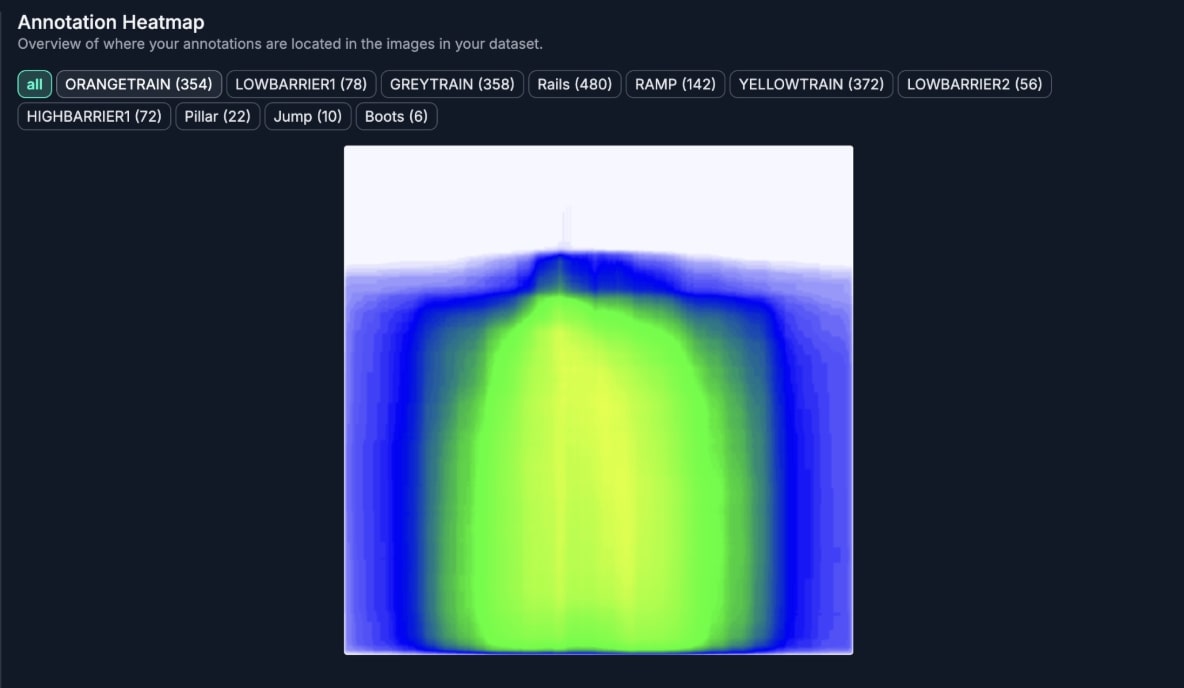 Annotation Heatmap
Overview of where your annotations are located in the images in your dataset.
all ORANGETRAIN (354) LOWBARRIER1 (78) GREYTRAIN (358) Rails (480) RAMP (142) YELLOWTRAIN (372) LOWBARRIER2 (56)
HIGHBARRIER1 (72) Pillar (22) Jump (10) Boots (6)